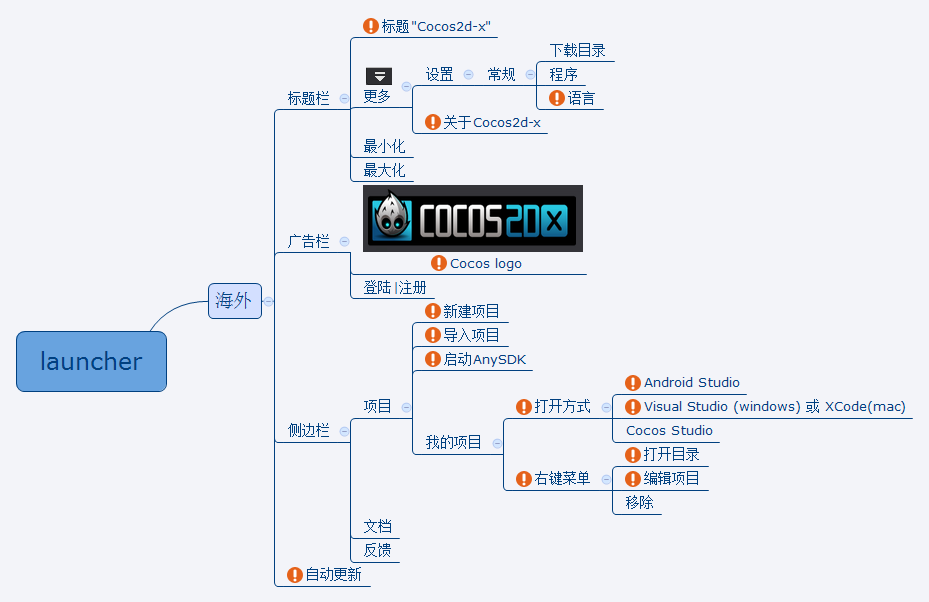 launcher
海外
标题栏
标题"Cocos2d-x"
更多
设置
常规
下载目录
程序
语言
关于Cocos2d-x
最小化
最大化
广告栏
COCOS2DX
Cocos logo
登陆|注册
侧边栏
项目
新建项目
导入项目
启动AnySDK
我的项目
打开方式
Android Studio
Visual Studio (windows) 或 XCode(mac)
Cocos Studio
右键菜单
打开目录
编辑项目
移除
文档
反馈
自动更新